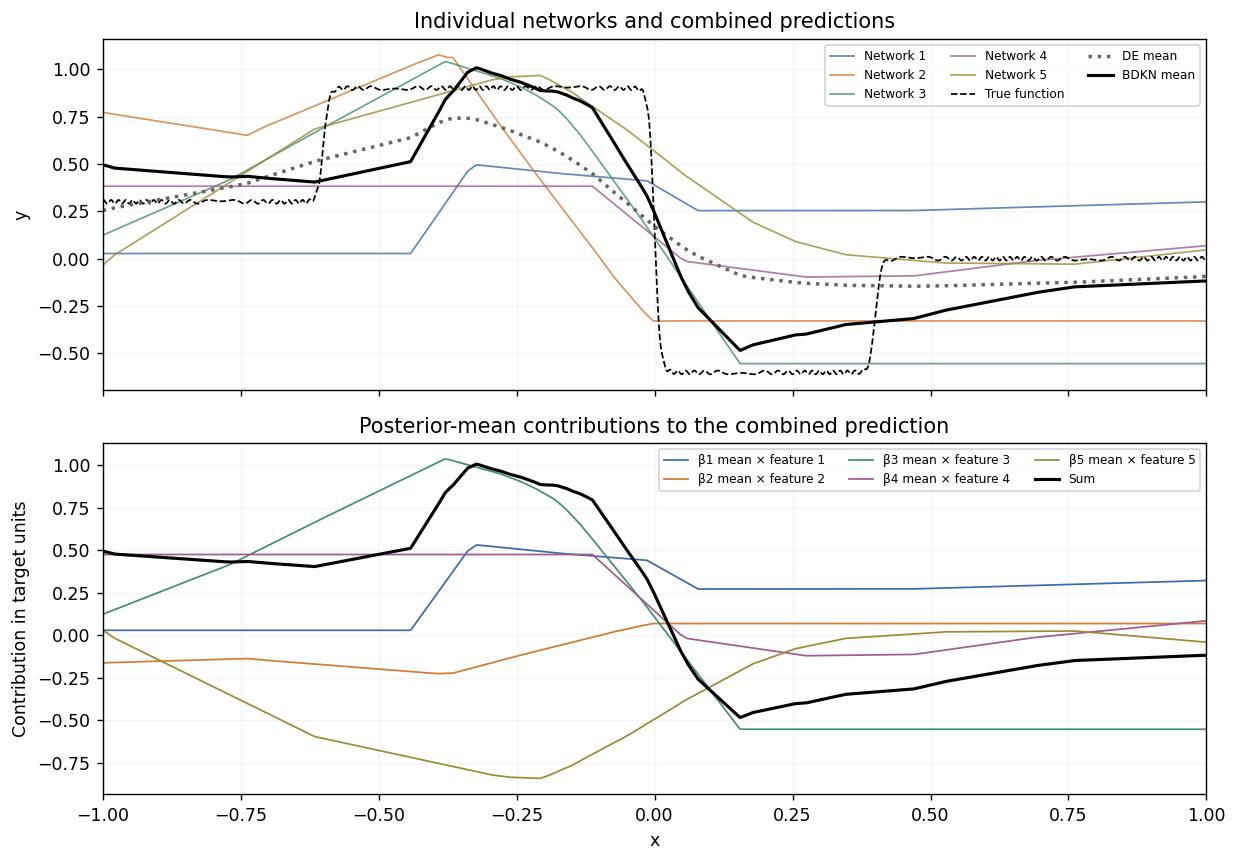 Individual networks and combined predictions
Network 1
Network 2
Network 3
Network 4
Network 5
True function
DE mean
BDKN mean
1.00
0.75
0.50
0.25
0.00
−0.25
−0.50
y
Posterior-mean contributions to the combined prediction
β1 mean × feature 1
β2 mean × feature 2
β3 mean × feature 3
β4 mean × feature 4
β5 mean × feature 5
Sum
1.00
0.75
0.50
0.25
0.00
−0.25
−0.50
−0.75
Contribution in target units
−1.00 −0.75 −0.50 −0.25 0.00 0.25 0.50 0.75 1.00
x